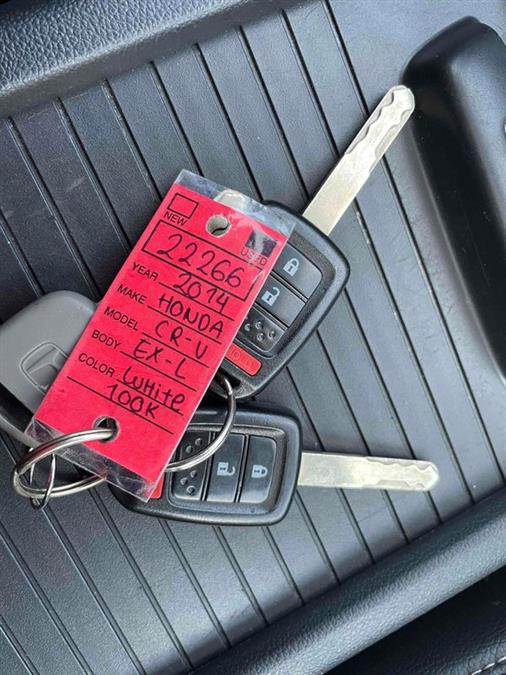 NEW
USED
22266
YEAR 2014
MAKE HONDA
MODEL CR-V
BODY EX-L
COLOR White
100K